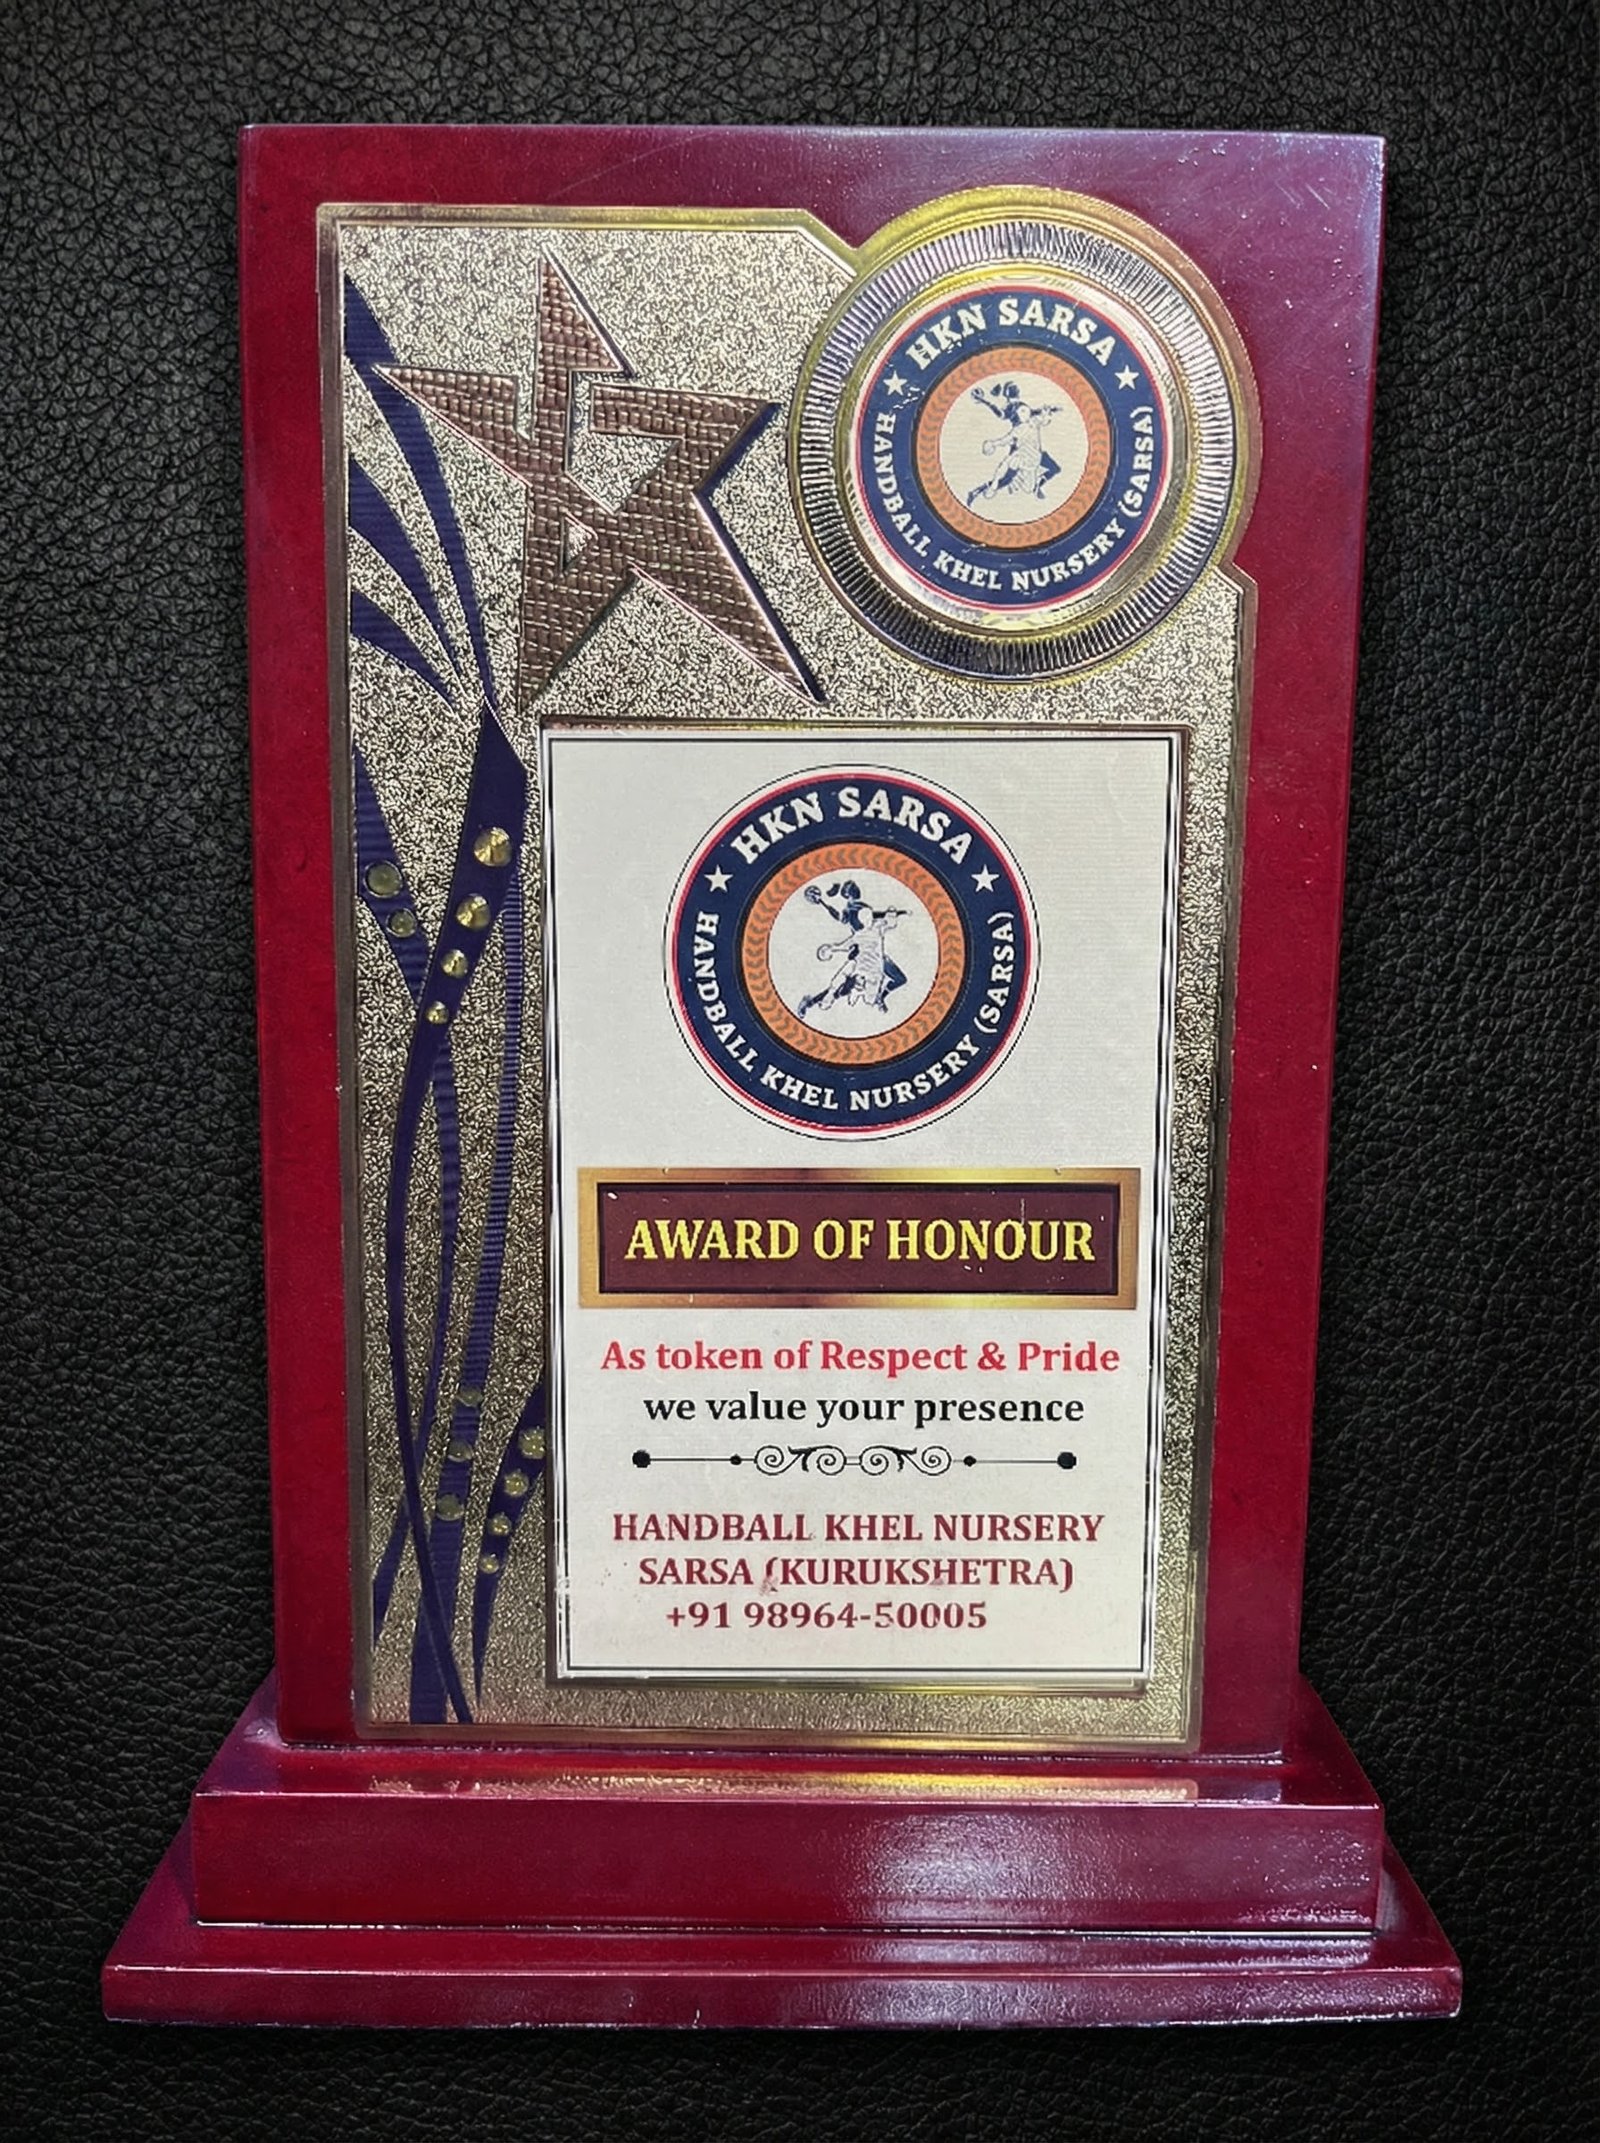 HKN SARSA
HANDBALL KHEL NURSERY (SARSA)
HKN SARSA
HANDBALL KHEL NURSERY (SARSA)
AWARD OF HONOUR
As token of Respect & Pride
we value your presence
HANDBALL KHEL NURSERY
SARSA (KURUKSHETRA)
+91 98964-50005